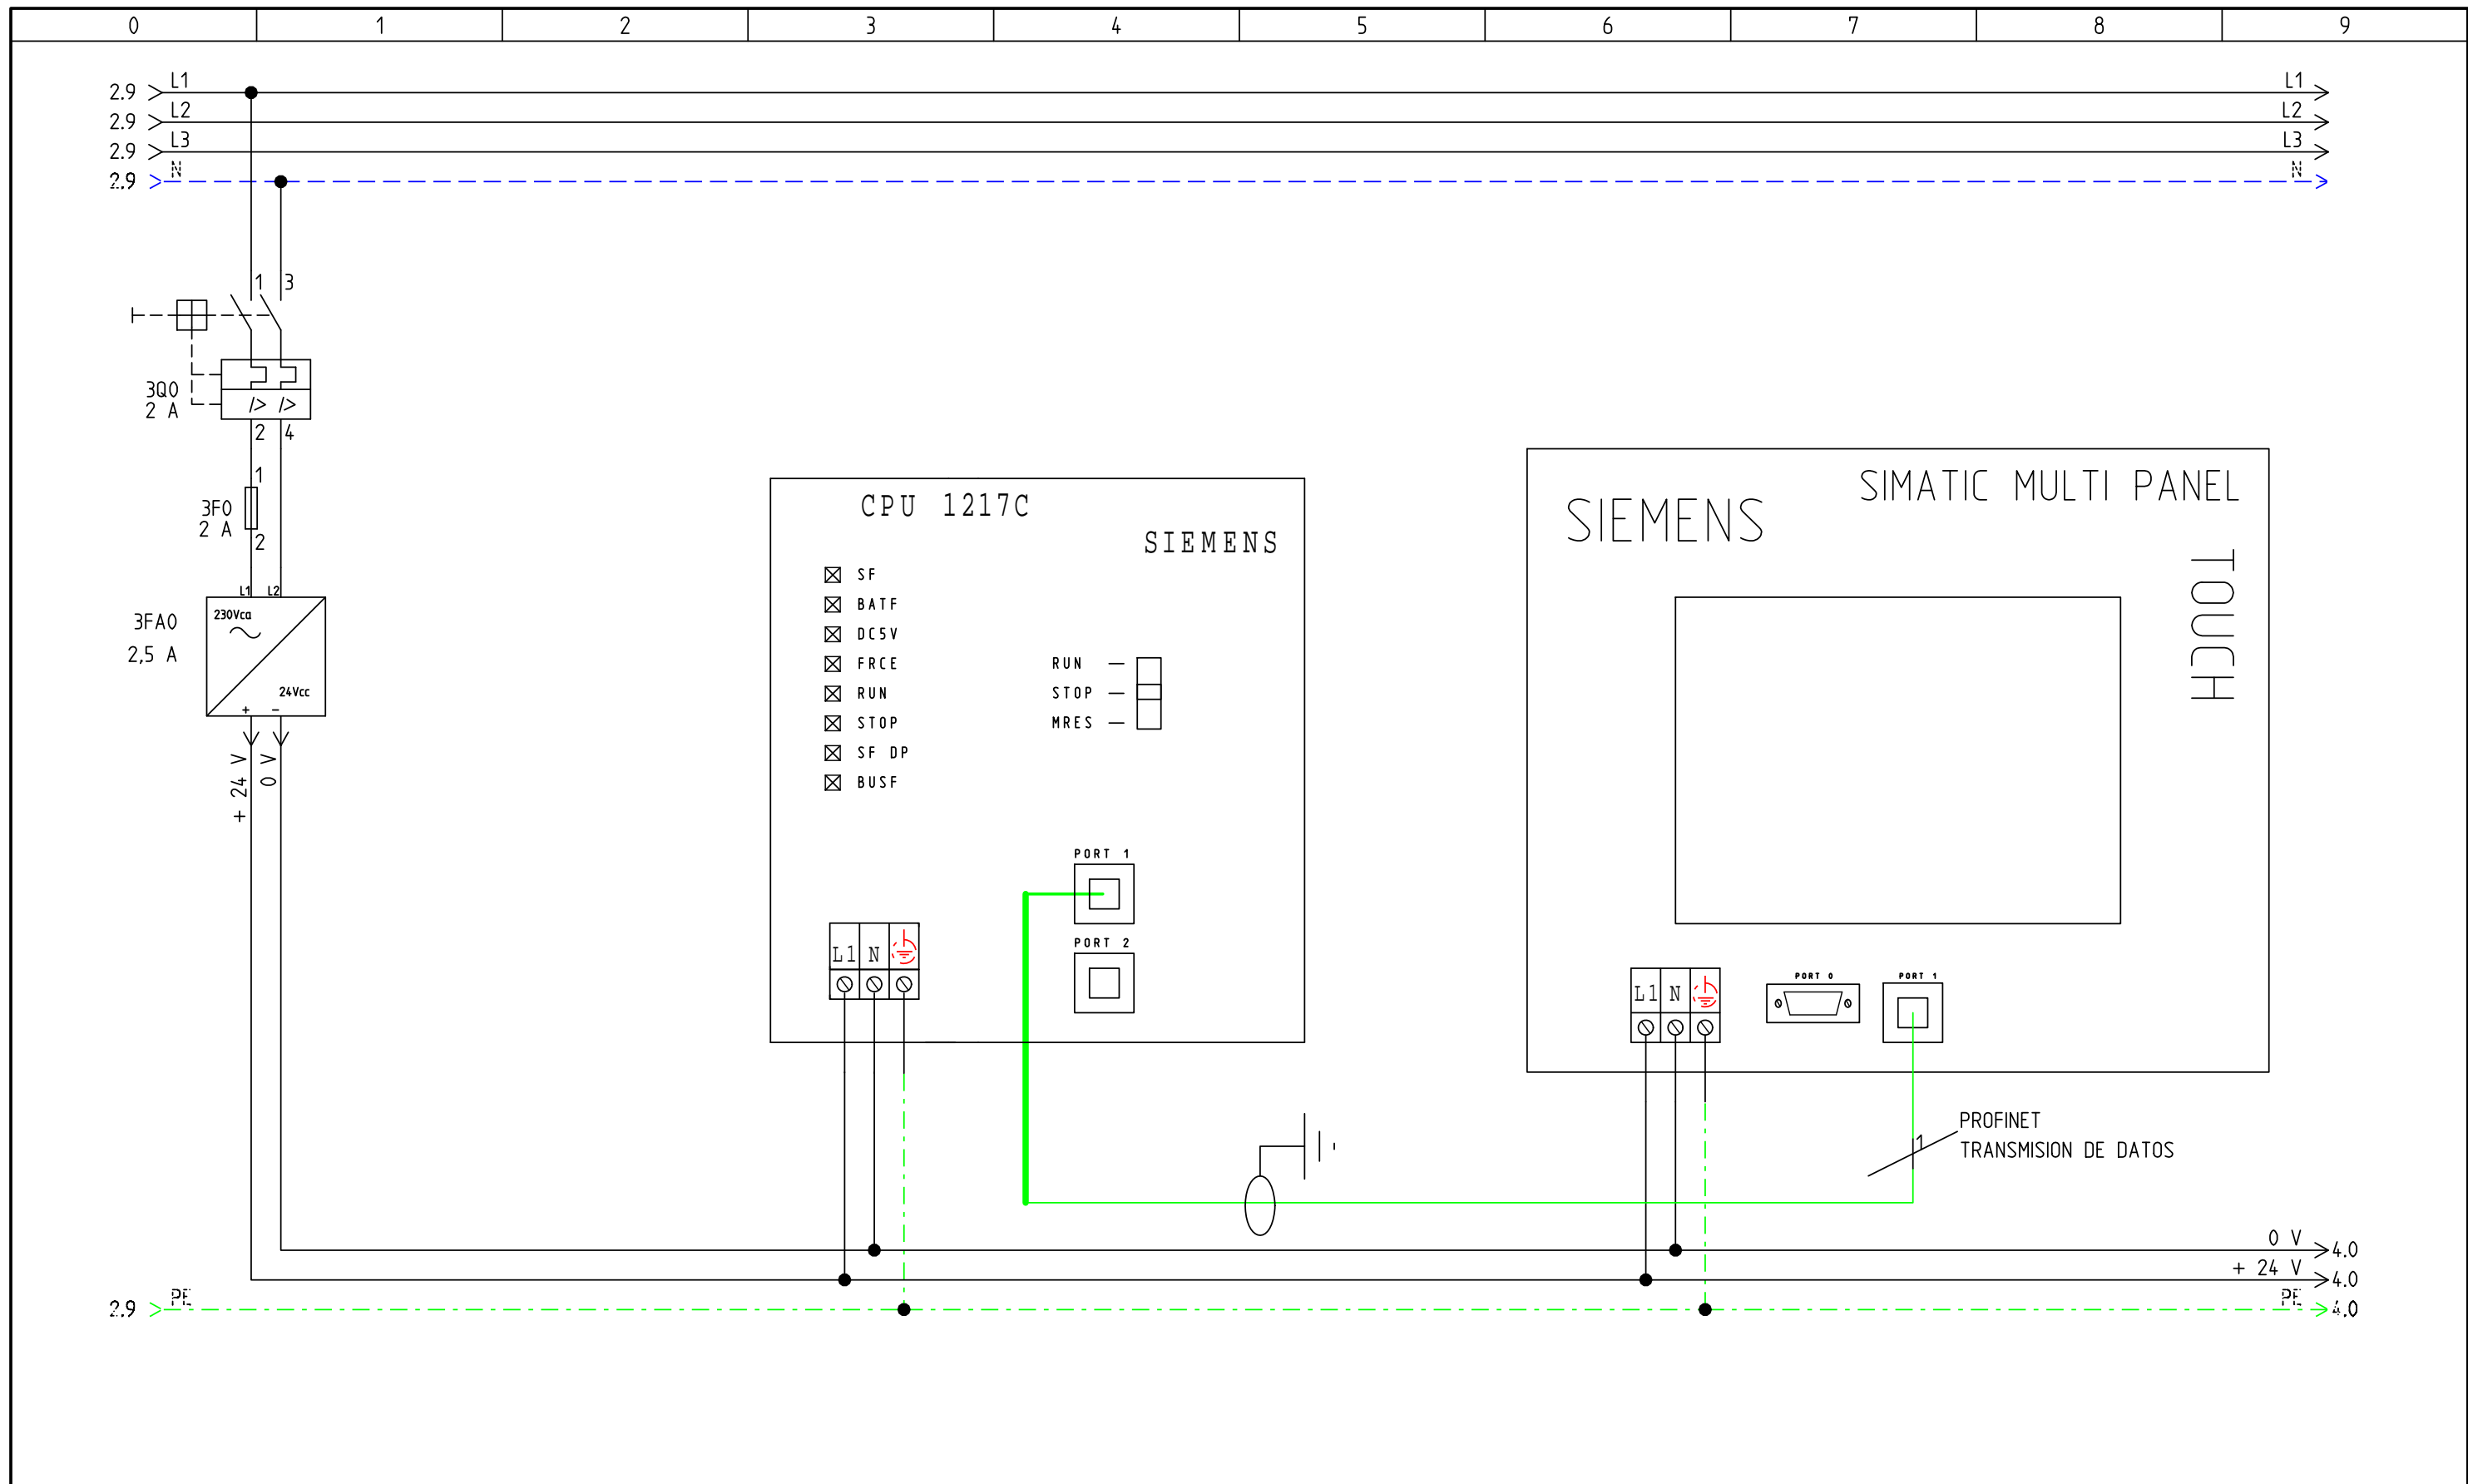 0 1 2 3 4 5 6 7 8 9
2.9 L1 L1
2.9 L2 L2
2.9 L3 L3
2.9 N N
1 3
3Q0
2 A
2 4
1
3F0
2 A
2
L1 L2
230Vca
3FA0
2,5 A
24Vcc
+ −
+ 24 V
0 V
CPU 1217C
SIEMENS
SF
BATF
DC5V
FRCE
RUN
STOP
SF DP
BUSF
RUN
STOP
MRES
PORT 1
PORT 2
L1 N
SIEMENS
SIMATIC MULTI PANEL
TOUCH
L1 N
PORT 0
PORT 1
1
PROFINET
TRANSMISION DE DATOS
0 V 4.0
+ 24 V 4.0
2.9 PE PE 4.0